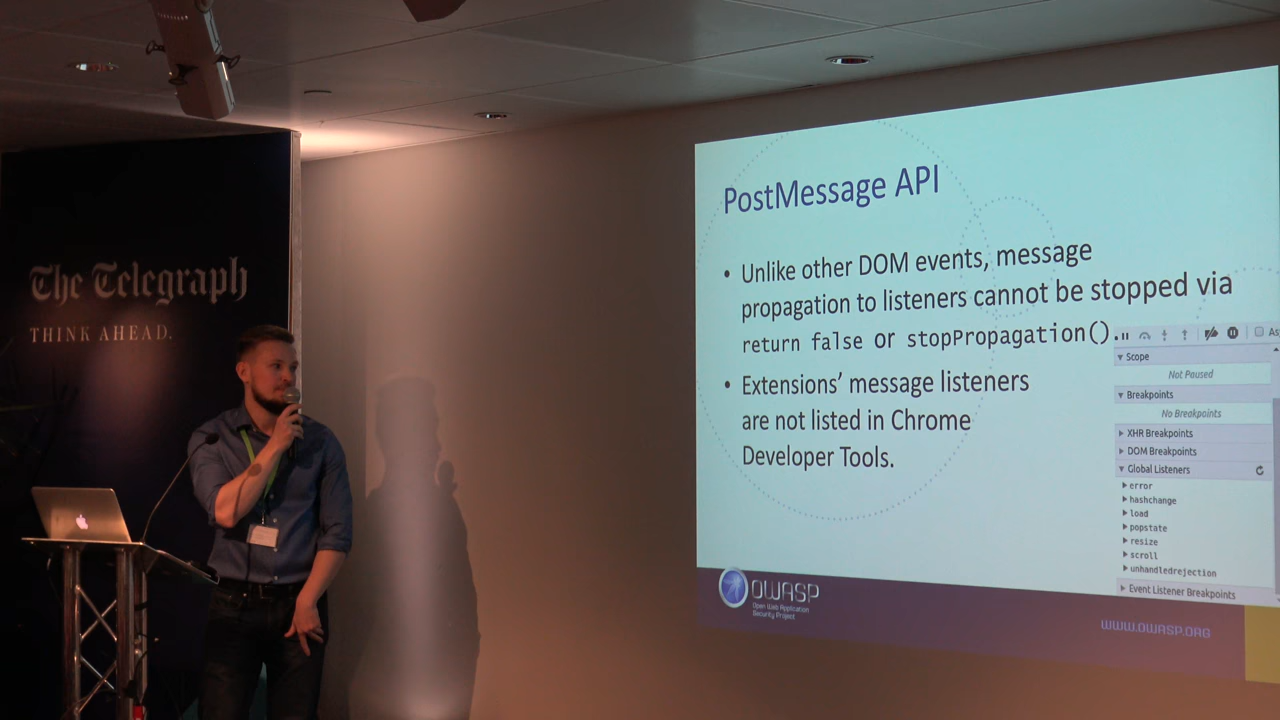 The Telegraph
THINK AHEAD.
PostMessage API
• Unlike other DOM events, message
propagation to listeners cannot be stopped via
return false or stopPropagation().
• Extensions' message listeners
are not listed in Chrome
Developer Tools.
As
Scope
Not Paused
Breakpoints
No Breakpoints
XHR Breakpoints
DOM Breakpoints
Global Listeners
error
hashchange
load
popstate
resize
scroll
unhandledrejection
Event Listener Breakpoints
OWASP
Open Web Application
Security Project
WWW.OWASP.ORG